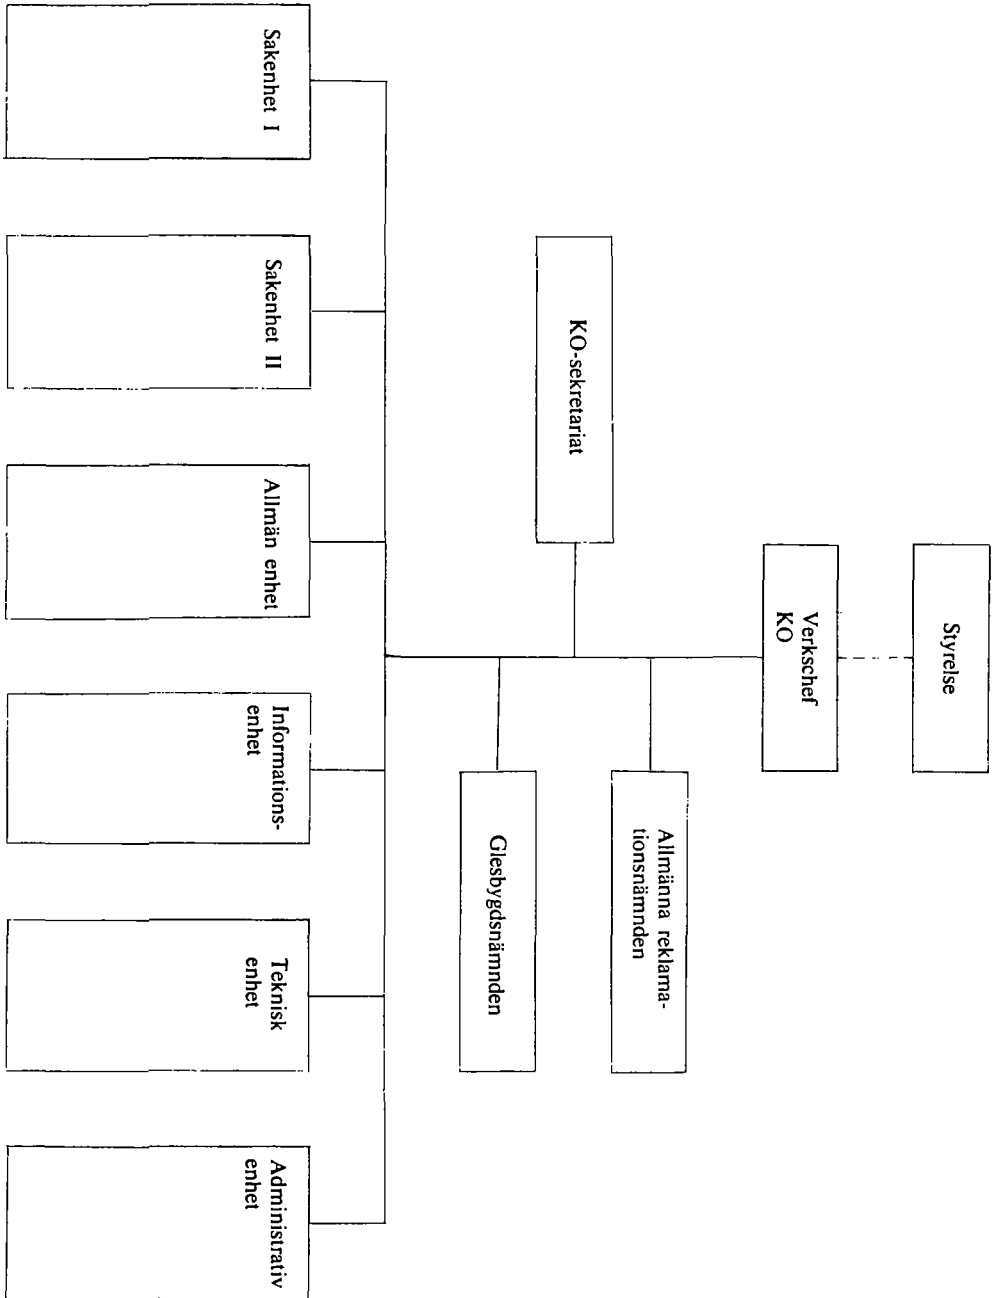 Styrelse
Verkschef
KO
Allmänna reklama-
tionsnämnden
KO-sekretariat
Glesbygdsnämnden
Sakenhet I
Sakenhet II
Allmän enhet
Informations-
enhet
Teknisk
enhet
Administrativ
enhet